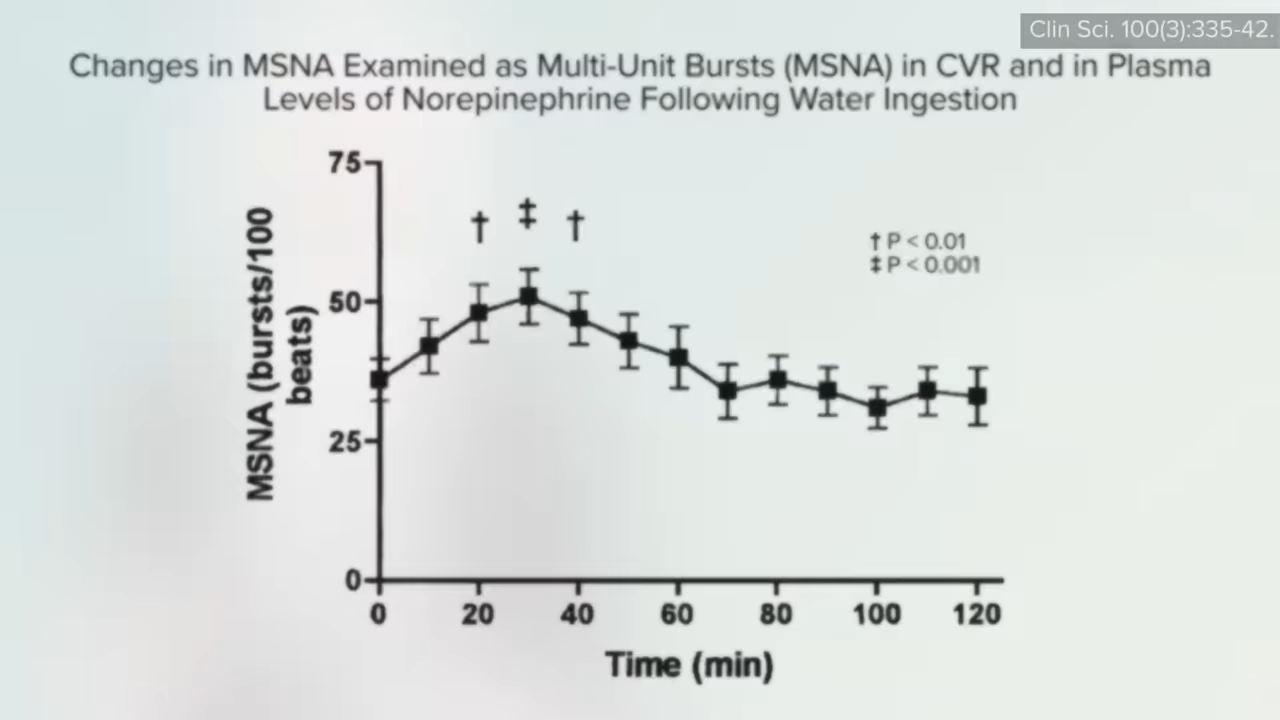 Clin Sci. 100(3):335-42.
Changes in MSNA Examined as Multi-Unit Bursts (MSNA) in CVR and in Plasma
Levels of Norepinephrine Following Water Ingestion
75
50
25
0
MSNA (bursts/100
beats)
†
‡
†
† P < 0.01
‡ P < 0.001
0 20 40 60 80 100 120
Time (min)